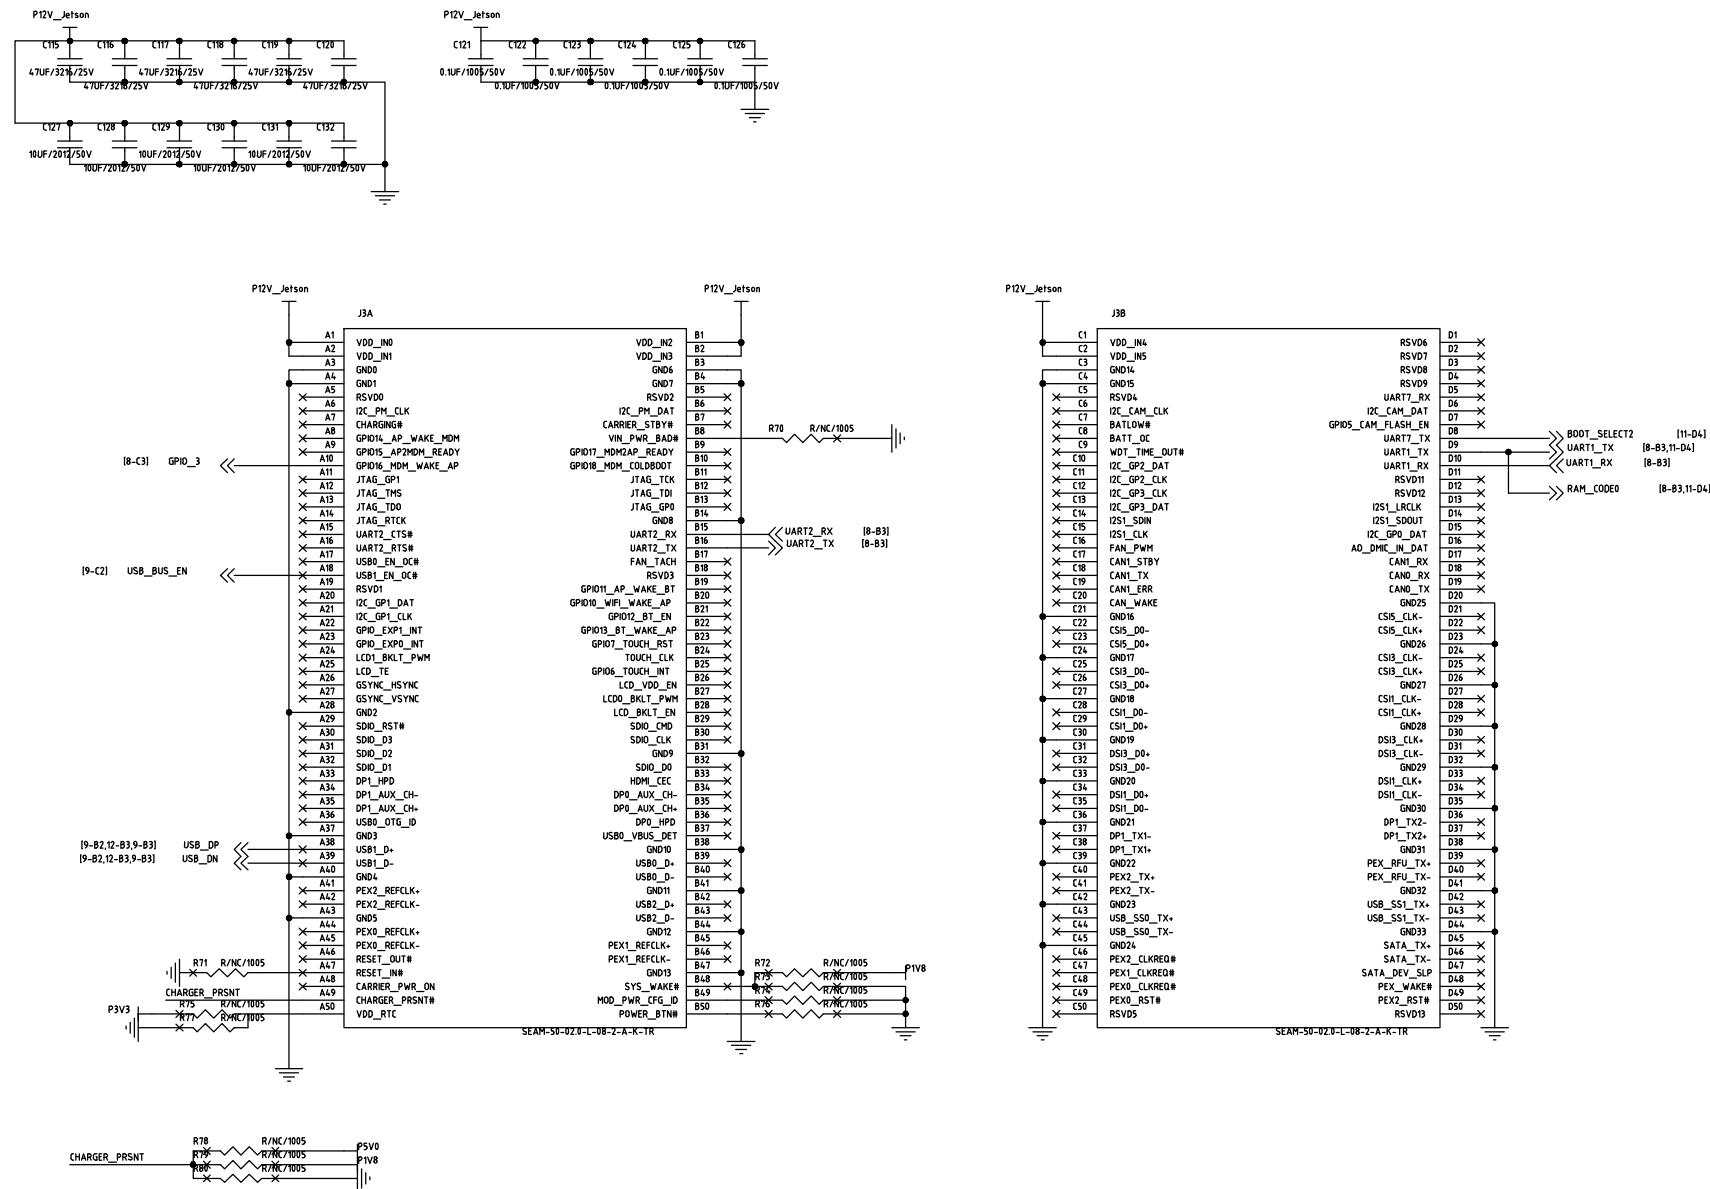 P12V_Jetson
P12V_Jetson
C115 C116 C117 C118 C119 C120
47UF/3216/25V 47UF/3216/25V 47UF/3216/25V
47UF/3216/25V 47UF/3216/25V 47UF/3216/25V
C121 C122 C123 C124 C125 C126
0.1UF/1005/50V 0.1UF/1005/50V 0.1UF/1005/50V
0.1UF/1005/50V 0.1UF/1005/50V 0.1UF/1005/50V
C127 C128 C129 C130 C131 C132
10UF/2012/50V 10UF/2012/50V 10UF/2012/50V
10UF/2012/50V 10UF/2012/50V 10UF/2012/50V
P12V_Jetson
P12V_Jetson
J3A
A1 VDD_IN0 VDD_IN2 B1
A2 VDD_IN1 VDD_IN3 B2
A3 GND0 GND6 B3
A4 GND1 GND7 B4
A5 RSVD0 RSVD2 B5
A6 I2C_PM_CLK I2C_PM_DAT B6
A7 CHARGING# CARRIER_STBY# B7
A8 GPIO14_AP_WAKE_MDM VIN_PWR_BAD# B8 R70 R/NC/1005
A9 GPIO15_AP2MDM_READY GPIO17_MDM2AP_READY B9
[8-C3] GPIO_3 A10 GPIO16_MDM_WAKE_AP GPIO18_MDM_COLDBOOT B10
A11 JTAG_GP1 JTAG_TCK B11
A12 JTAG_TMS JTAG_TDI B12
A13 JTAG_TDO JTAG_GP0 B13
A14 JTAG_RTCK GND8 B14
A15 UART2_CTS# UART2_RX B15 UART2_RX [8-B3]
A16 UART2_RTS# UART2_TX B16 UART2_TX [8-B3]
A17 USB0_EN_OC# FAN_TACH B17
[9-C2] USB_BUS_EN A18 USB1_EN_OC# RSVD3 B18
A19 RSVD1 GPIO11_AP_WAKE_BT B19
A20 I2C_GP1_DAT GPIO10_WIFI_WAKE_AP B20
A21 I2C_GP1_CLK GPIO12_BT_EN B21
A22 GPIO_EXP1_INT GPIO13_BT_WAKE_AP B22
A23 GPIO_EXP0_INT GPIO7_TOUCH_RST B23
A24 LCD1_BKLT_PWM TOUCH_CLK B24
A25 LCD_TE GPIO6_TOUCH_INT B25
A26 GSYNC_HSYNC LCD_VDD_EN B26
A27 GSYNC_VSYNC LCD0_BKLT_PWM B27
A28 GND2 LCD_BKLT_EN B28
A29 SDIO_RST# SDIO_CMD B29
A30 SDIO_D3 SDIO_CLK B30
A31 SDIO_D2 GND9 B31
A32 SDIO_D1 SDIO_D0 B32
A33 DP1_HPD HDMI_CEC B33
A34 DP1_AUX_CH- DP0_AUX_CH- B34
A35 DP1_AUX_CH+ DP0_AUX_CH+ B35
A36 USB0_OTG_ID DP0_HPD B36
A37 GND3 USB0_VBUS_DET B37
[9-B2,12-B3,9-B3] USB_DP A38 USB1_D+ GND10 B38
[9-B2,12-B3,9-B3] USB_DN A39 USB1_D- USB0_D+ B39
A40 GND4 USB0_D- B40
A41 PEX2_REFCLK+ GND11 B41
A42 PEX2_REFCLK- USB2_D+ B42
A43 GND5 USB2_D- B43
A44 PEX0_REFCLK+ GND12 B44
A45 PEX0_REFCLK- PEX1_REFCLK+ B45
A46 RESET_OUT# PEX1_REFCLK- B46
R71 R/NC/1005 A47 RESET_IN# GND13 B47 R72 R/NC/1005 P1V8
A48 CARRIER_PWR_ON SYS_WAKE# B48 R73 R/NC/1005
CHARGER_PRSNT A49 CHARGER_PRSNT# MOD_PWR_CFG_ID B49 R74 R/NC/1005
P3V3 R75 R/NC/1005 A50 VDD_RTC POWER_BTN# B50 R76 R/NC/1005
R77 R/NC/1005
SEAM-50-02.0-L-08-2-A-K-TR
P12V_Jetson
J3B
C1 VDD_IN4 RSVD6 D1
C2 VDD_IN5 RSVD7 D2
C3 GND14 RSVD8 D3
C4 GND15 RSVD9 D4
C5 RSVD4 UART7_RX D5
C6 I2C_CAM_CLK I2C_CAM_DAT D6
C7 BATLOW# GPIO5_CAM_FLASH_EN D7
C8 BATT_OC UART7_TX D8 BOOT_SELECT2 [11-D4]
C9 WDT_TIME_OUT# UART1_TX D9 UART1_TX [8-B3,11-D4]
C10 I2C_GP2_DAT UART1_RX D10 UART1_RX [8-B3]
C11 I2C_GP2_CLK RSVD11 D11
C12 I2C_GP3_CLK RSVD12 D12 RAM_CODE0 [8-B3,11-D4]
C13 I2C_GP3_DAT I2S1_LRCLK D13
C14 I2S1_SDIN I2S1_SDOUT D14
C15 I2S1_CLK I2C_GP0_DAT D15
C16 FAN_PWM AO_DMIC_IN_DAT D16
C17 CAN1_STBY CAN1_RX D17
C18 CAN1_TX CAN0_RX D18
C19 CAN1_ERR CAN0_TX D19
C20 CAN_WAKE GND25 D20
C21 GND16 CSI5_CLK- D21
C22 CSI5_D0- CSI5_CLK+ D22
C23 CSI5_D0+ GND26 D23
C24 GND17 CSI3_CLK- D24
C25 CSI3_D0- CSI3_CLK+ D25
C26 CSI3_D0+ GND27 D26
C27 GND18 CSI1_CLK- D27
C28 CSI1_D0- CSI1_CLK+ D28
C29 CSI1_D0+ GND28 D29
C30 GND19 DSI3_CLK+ D30
C31 DSI3_D0+ DSI3_CLK- D31
C32 DSI3_D0- GND29 D32
C33 GND20 DSI1_CLK+ D33
C34 DSI1_D0+ DSI1_CLK- D34
C35 DSI1_D0- GND30 D35
C36 GND21 DP1_TX2- D36
C37 DP1_TX1- DP1_TX2+ D37
C38 DP1_TX1+ GND31 D38
C39 GND22 PEX_RFU_TX+ D39
C40 PEX2_TX+ PEX_RFU_TX- D40
C41 PEX2_TX- GND32 D41
C42 GND23 USB_SS1_TX+ D42
C43 USB_SS0_TX+ USB_SS1_TX- D43
C44 USB_SS0_TX- GND33 D44
C45 GND24 SATA_TX+ D45
C46 PEX2_CLKREQ# SATA_TX- D46
C47 PEX1_CLKREQ# SATA_DEV_SLP D47
C48 PEX0_CLKREQ# PEX_WAKE# D48
C49 PEX0_RST# PEX2_RST# D49
C50 RSVD5 RSVD13 D50
SEAM-50-02.0-L-08-2-A-K-TR
R78 R/NC/1005 P5V0
CHARGER_PRSNT R79 R/NC/1005 P1V8
R80 R/NC/1005